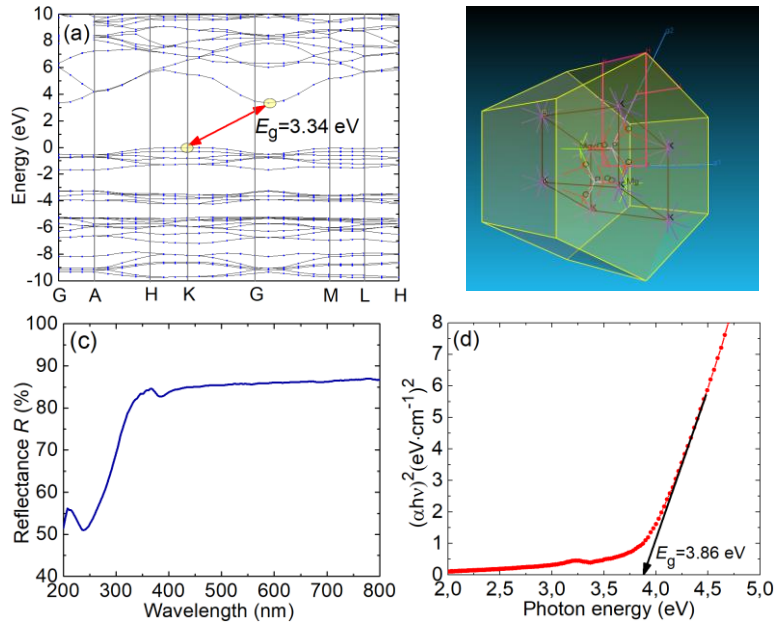 (a)
Energy (eV)
10
8
6
4
2
0
-2
-4
-6
-8
10
G A H K G M L H
E_g=3.34 eV
(c)
Reflectance R (%)
100
90
80
70
60
50
40
200 300 400 500 600 700 800
Wavelength (nm)
(d)
(αhν)² (eV·cm⁻¹)²
8
7
6
5
4
3
2
1
0
2,0 2,5 3,0 3,5 4,0 4,5 5,0
E_g=3.86 eV
Photon energy (eV)